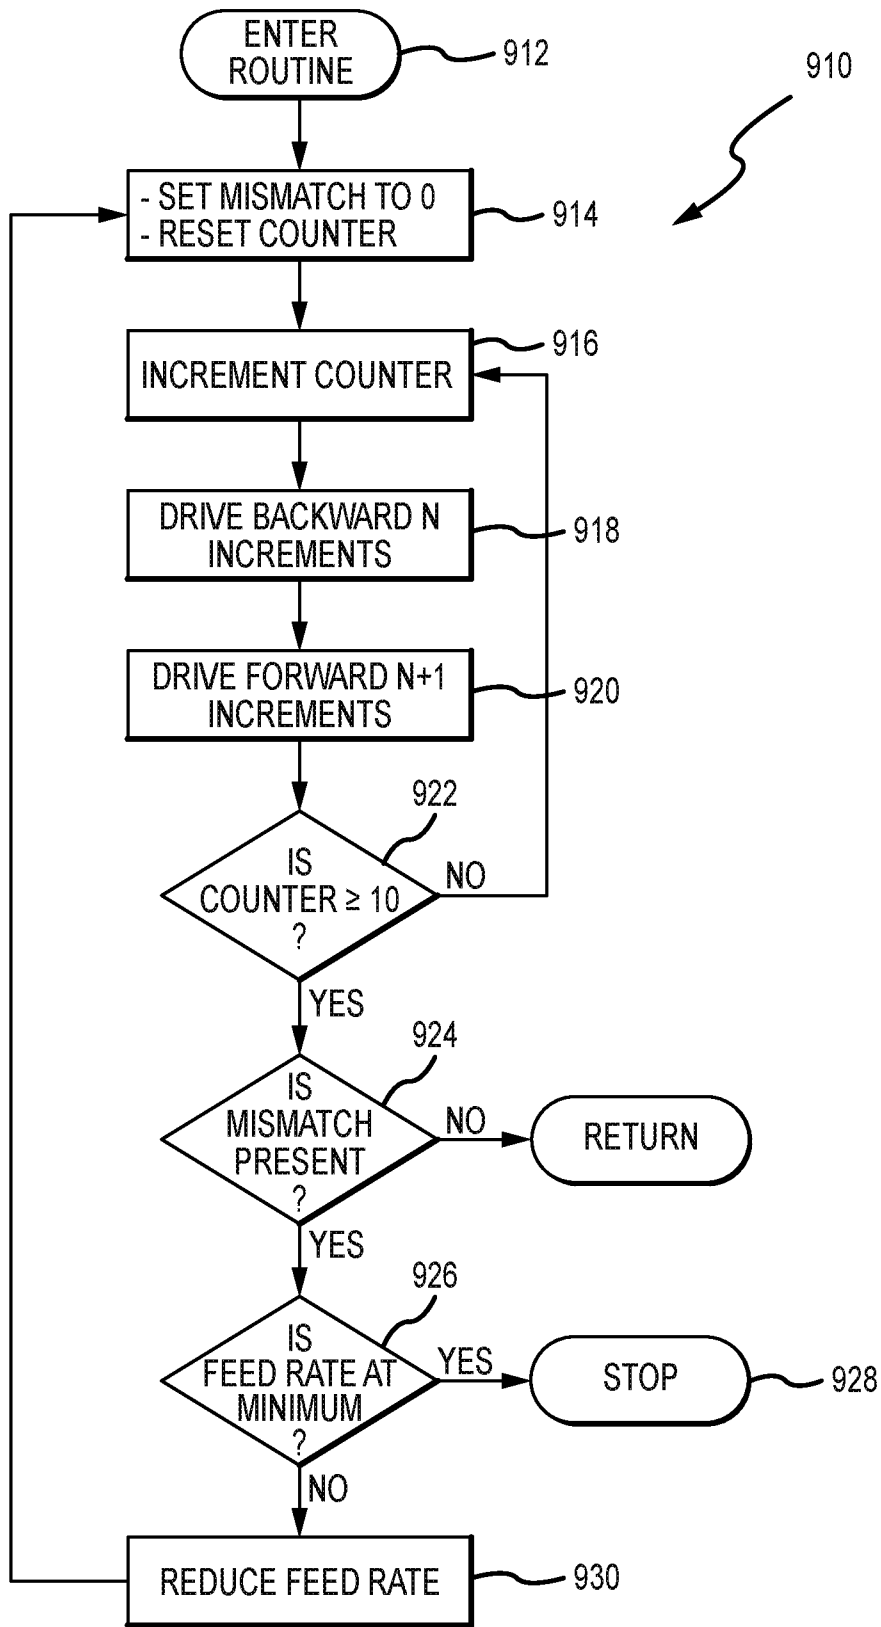 ENTER
ROUTINE
912
910
- SET MISMATCH TO 0
- RESET COUNTER
914
916
INCREMENT COUNTER
DRIVE BACKWARD N
INCREMENTS
918
DRIVE FORWARD N+1
INCREMENTS
920
922
IS
COUNTER ≥ 10
?
NO
YES
924
IS
MISMATCH
PRESENT
?
NO
RETURN
YES
926
IS
FEED RATE AT
MINIMUM
?
YES
STOP
928
NO
REDUCE FEED RATE
930